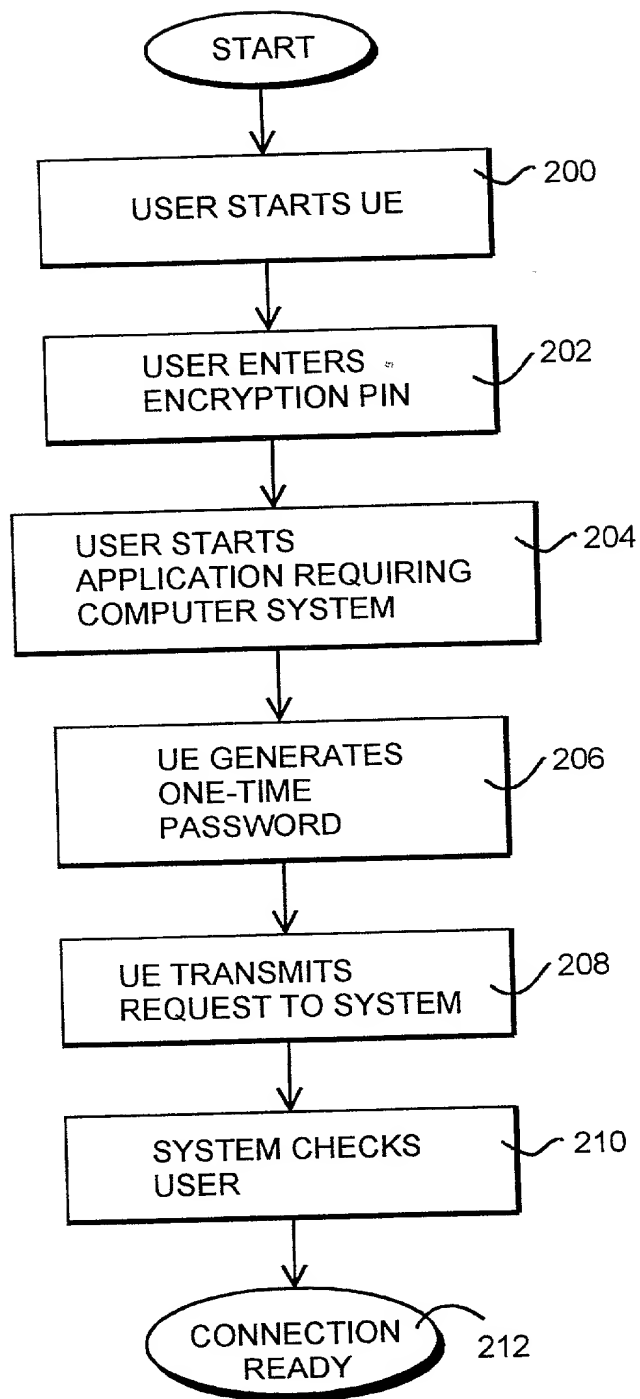 START
USER STARTS UE
200
USER ENTERS
ENCRYPTION PIN
202
USER STARTS
APPLICATION REQUIRING
COMPUTER SYSTEM
204
UE GENERATES
ONE-TIME
PASSWORD
206
UE TRANSMITS
REQUEST TO SYSTEM
208
SYSTEM CHECKS
USER
210
CONNECTION
READY
212